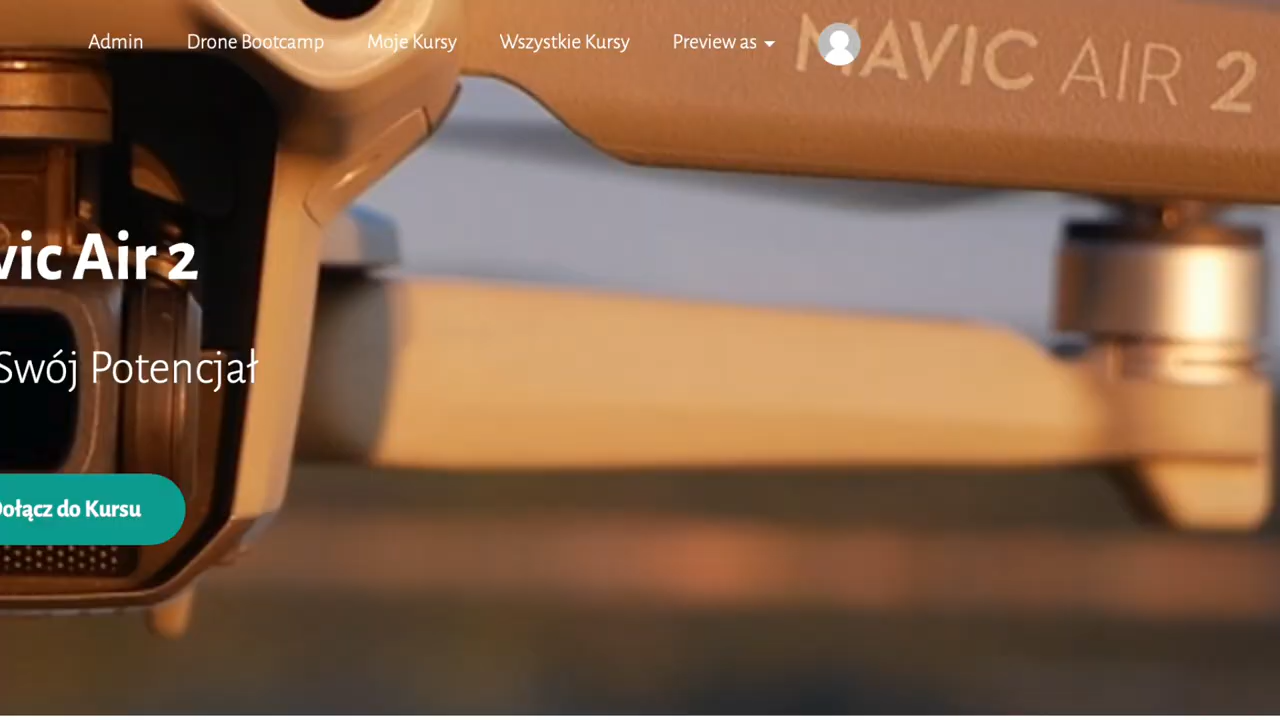 Admin Drone Bootcamp Moje Kursy Wszystkie Kursy Preview as
MAVIC AIR 2
vic Air 2
Swój Potencjał
Dołącz do Kursu